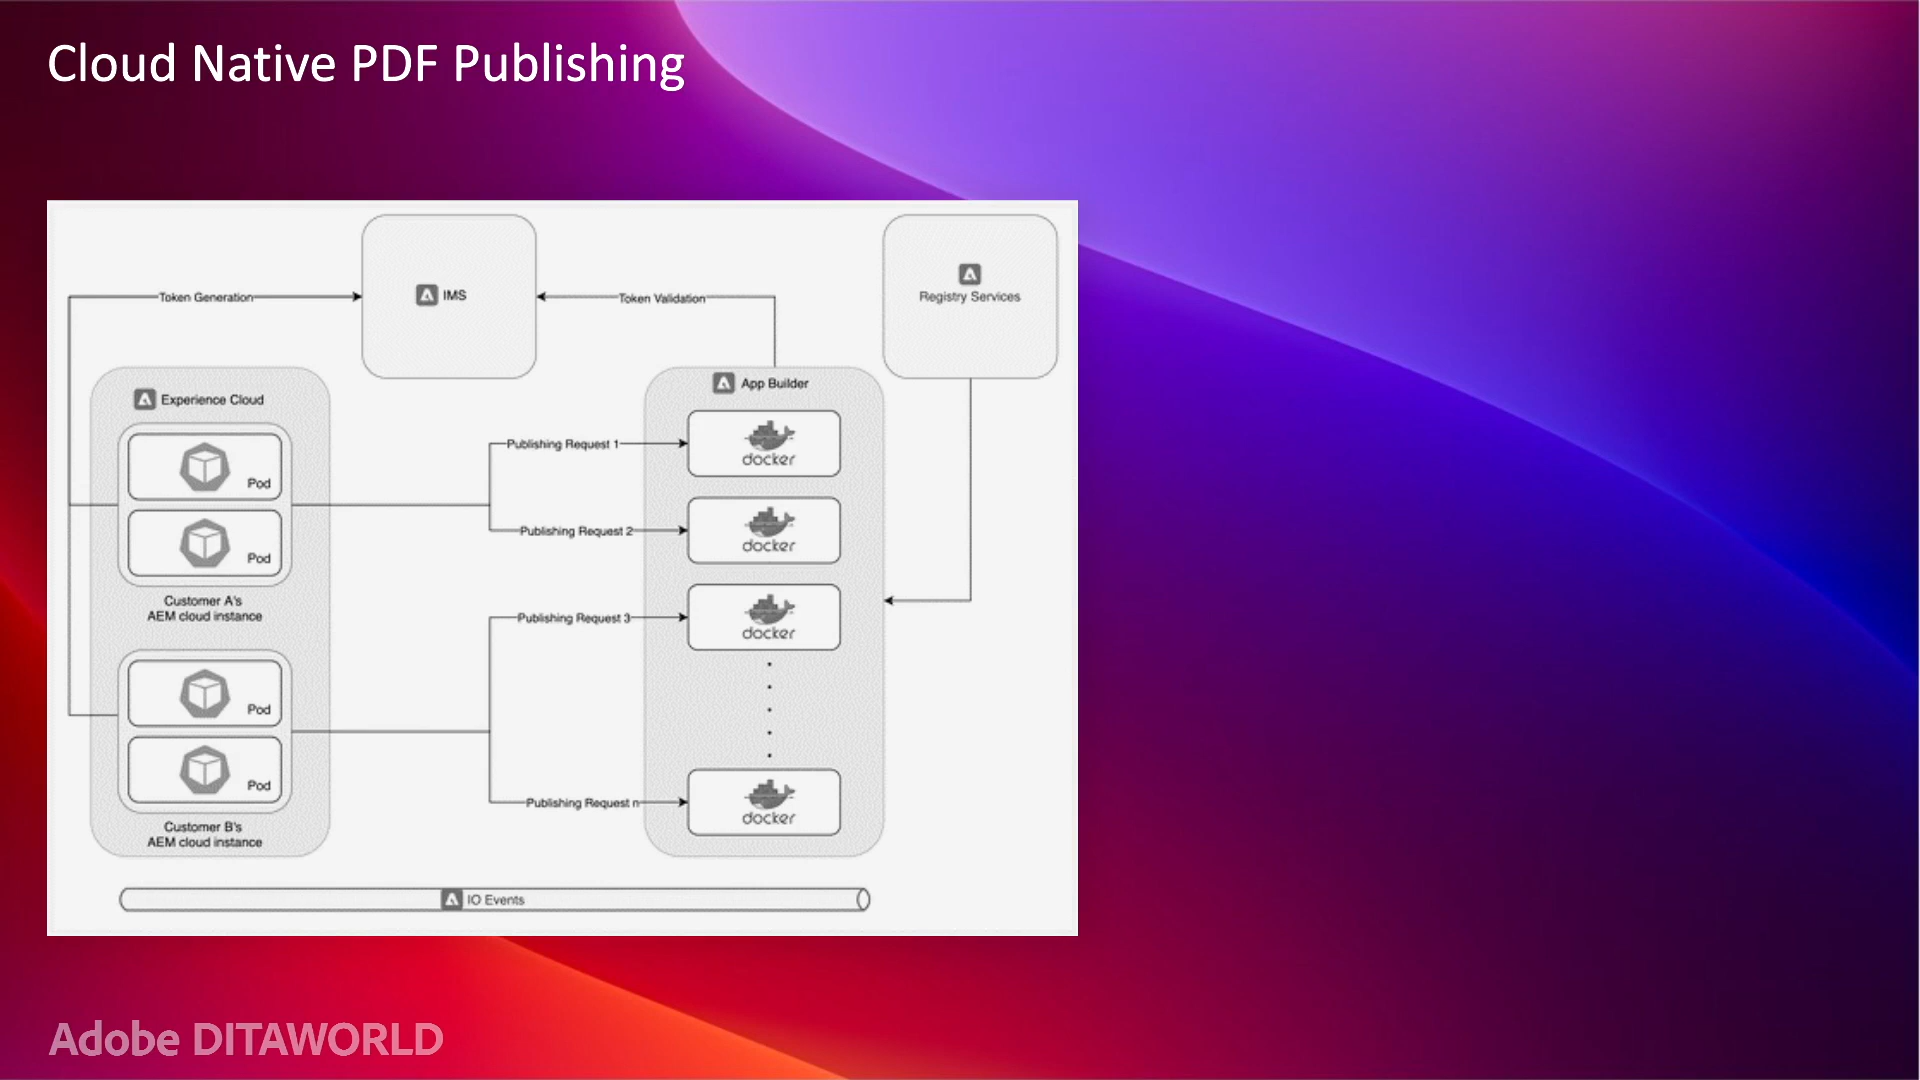 Cloud Native PDF Publishing
IMS
Registry Services
Token Generation
Token Validation
Experience Cloud
Pod
Pod
Customer A's
AEM cloud instance
Pod
Pod
Customer B's
AEM cloud instance
Publishing Request 1
Publishing Request 2
Publishing Request 3
Publishing Request n
App Builder
docker
docker
docker
docker
IO Events
Adobe DITAWORLD